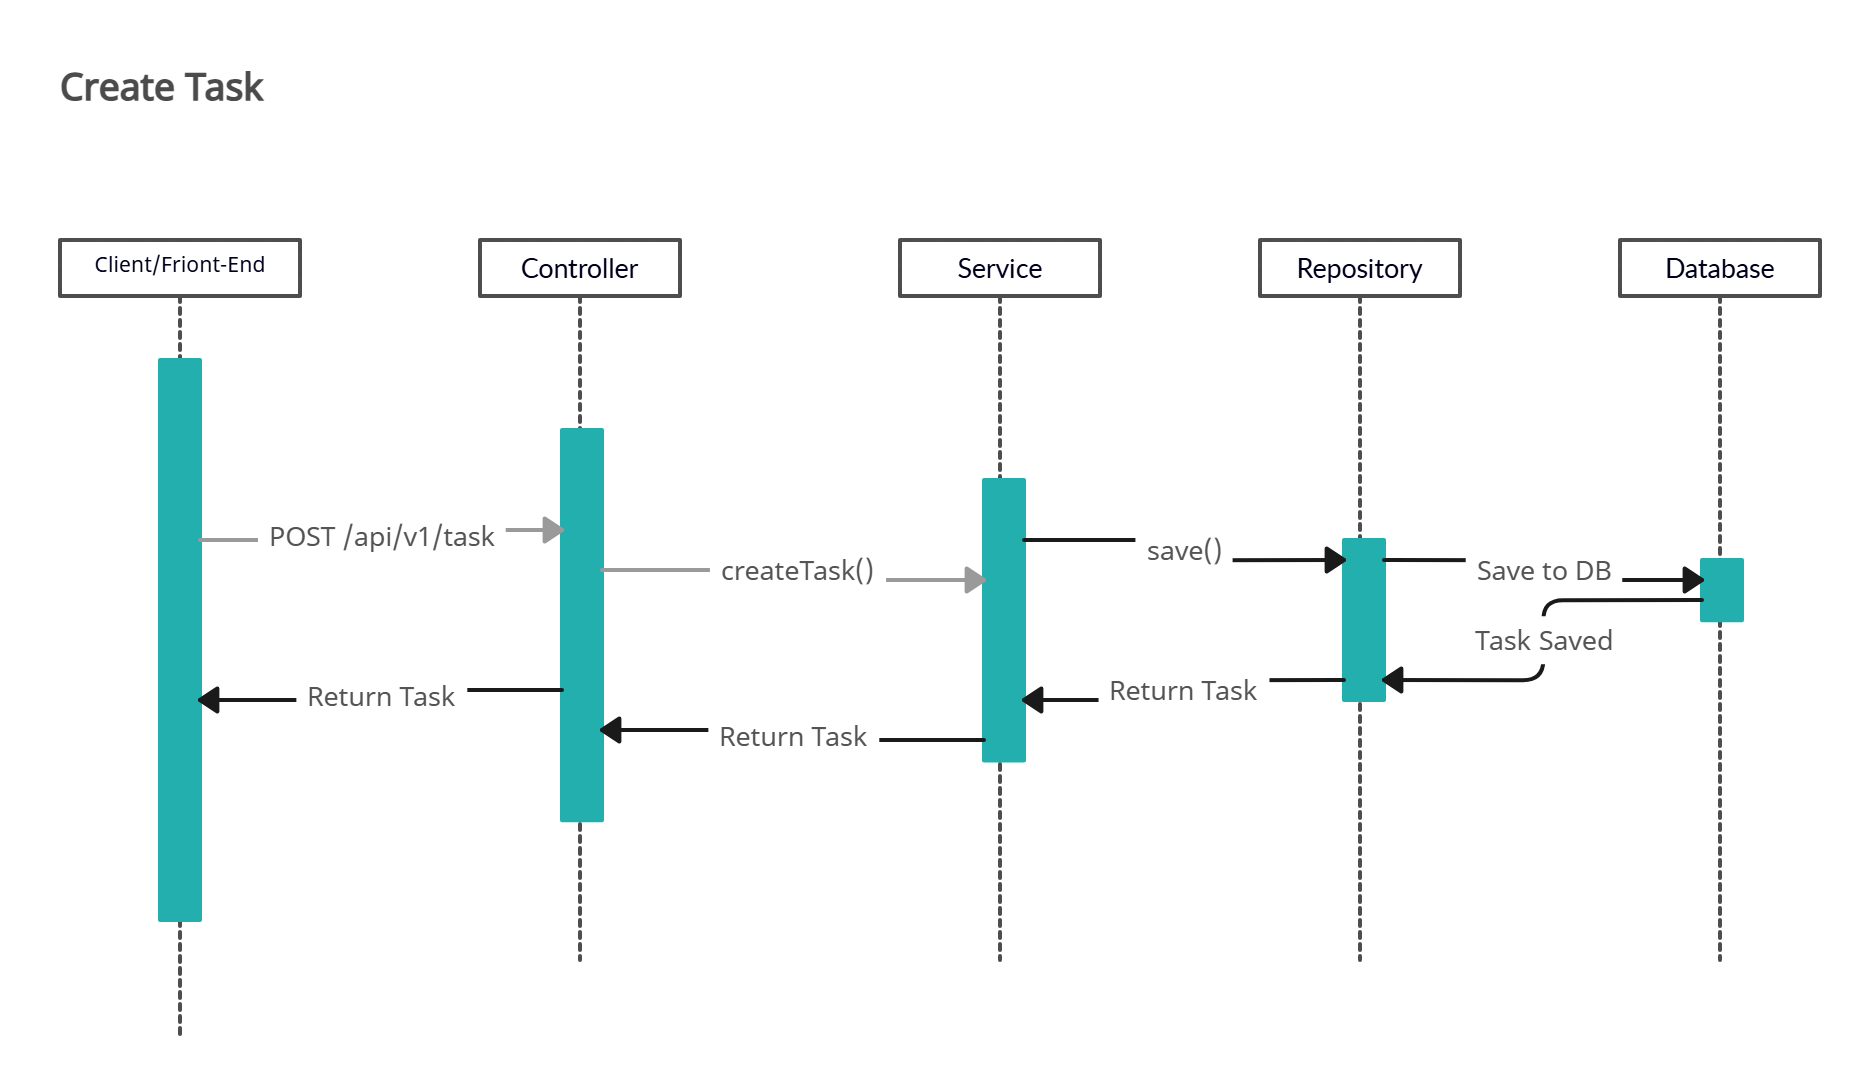 Create Task
Client/Friont-End
Controller
Service
Repository
Database
POST /api/v1/task
createTask()
save()
Save to DB
Task Saved
Return Task
Return Task
Return Task